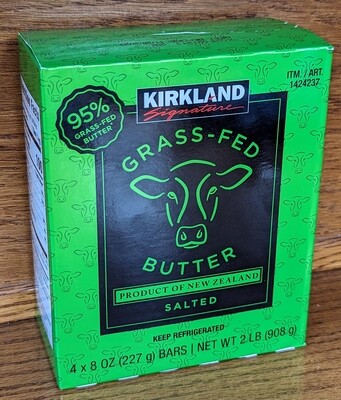 ITM. / ART.
1424237
KIRKLAND
Signature
95%
GRASS-FED
BUTTER
GRASS-FED
BUTTER
PRODUCT OF NEW ZEALAND
SALTED
KEEP REFRIGERATED
4 x 8 OZ (227 g) BARS | NET WT 2 LB (908 g)